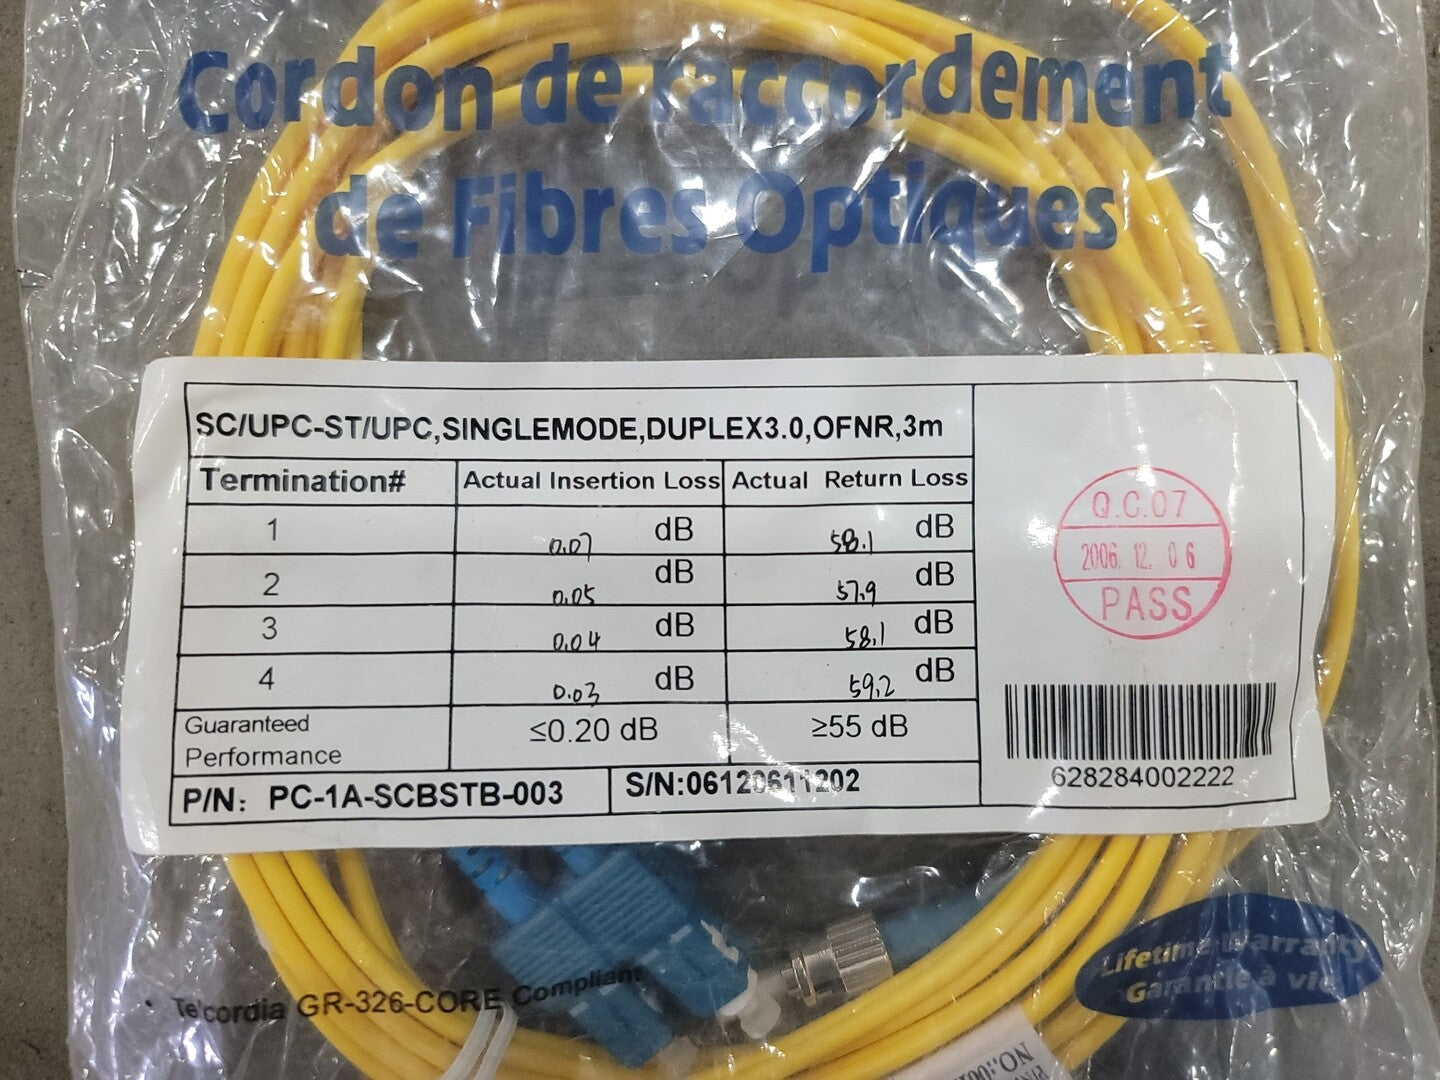 Cordon de raccordement
de Fibres Optiques
SC/UPC-ST/UPC,SINGLEMODE,DUPLEX3.0,OFNR,3m
Termination# Actual Insertion Loss Actual Return Loss
1 0.07 dB 58.1 dB
2 0.05 dB 57.9 dB
3 0.04 dB 58.1 dB
4 0.03 dB 59.2 dB
Guaranteed
Performance ≤0.20 dB ≥55 dB
P/N: PC-1A-SCBSTB-003 S/N:06120611202
Q.C.07
2006.12.06
PASS
628284002222
Lifetime Warranty
Garantie à vie
Telcordia GR-326-CORE Compliant